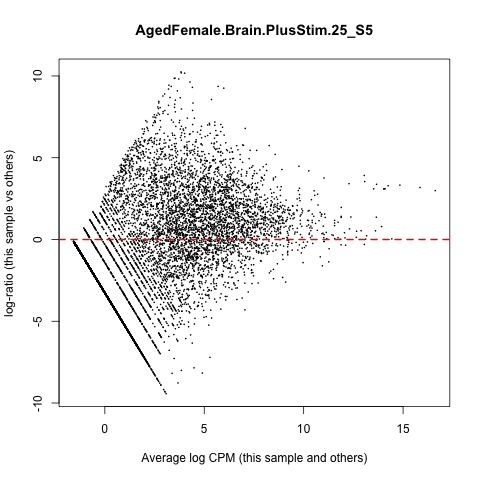 AgedFemale.Brain.PlusStim.25_S5
log-ratio (this sample vs others)
10
5
0
-5
-10
0 5 10 15
Average log CPM (this sample and others)